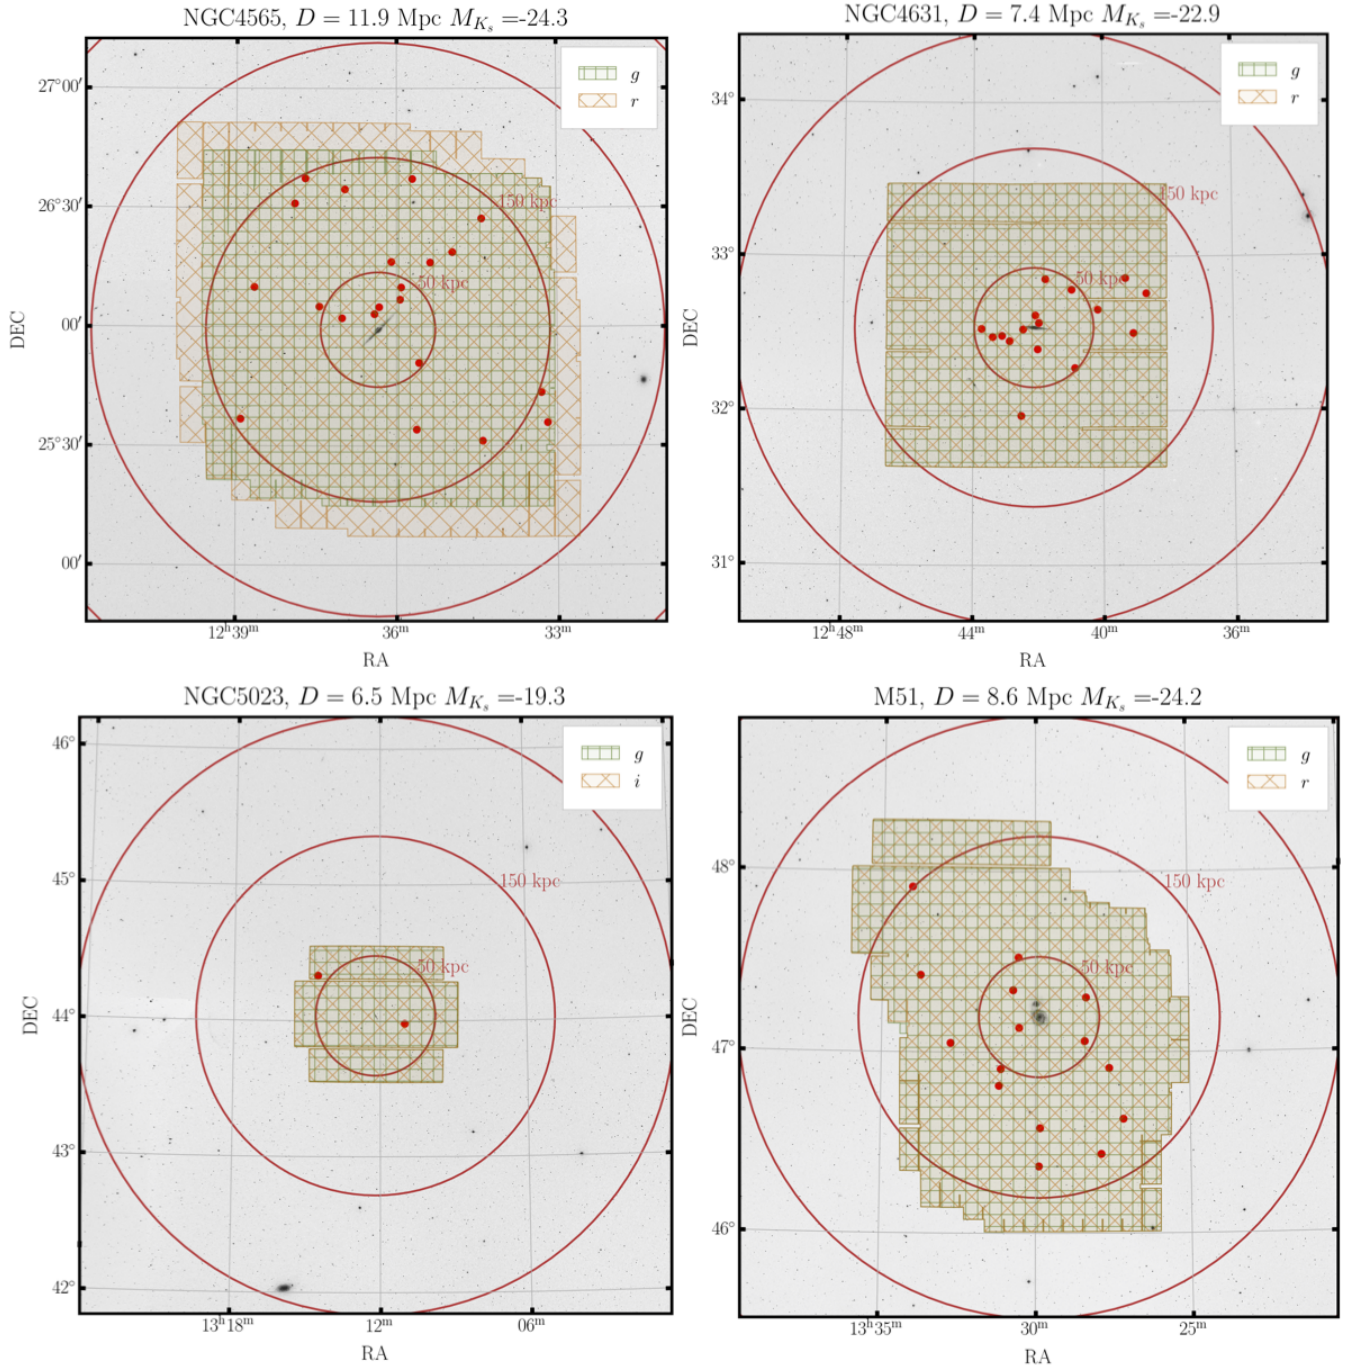 NGC4565, D = 11.9 Mpc M_{K_s} =-24.3
g
r
27°00′
26°30′
00′
25°30′
00′
DEC
150 kpc
50 kpc
12ʰ39ᵐ
36ᵐ
33ᵐ
RA
NGC4631, D = 7.4 Mpc M_{K_s} =-22.9
g
r
34°
33°
32°
31°
DEC
150 kpc
50 kpc
12ʰ48ᵐ
44ᵐ
40ᵐ
36ᵐ
RA
NGC5023, D = 6.5 Mpc M_{K_s} =-19.3
g
i
46°
45°
44°
43°
42°
DEC
150 kpc
50 kpc
13ʰ18ᵐ
12ᵐ
06ᵐ
RA
M51, D = 8.6 Mpc M_{K_s} =-24.2
g
r
48°
47°
46°
DEC
150 kpc
50 kpc
13ʰ35ᵐ
30ᵐ
25ᵐ
RA